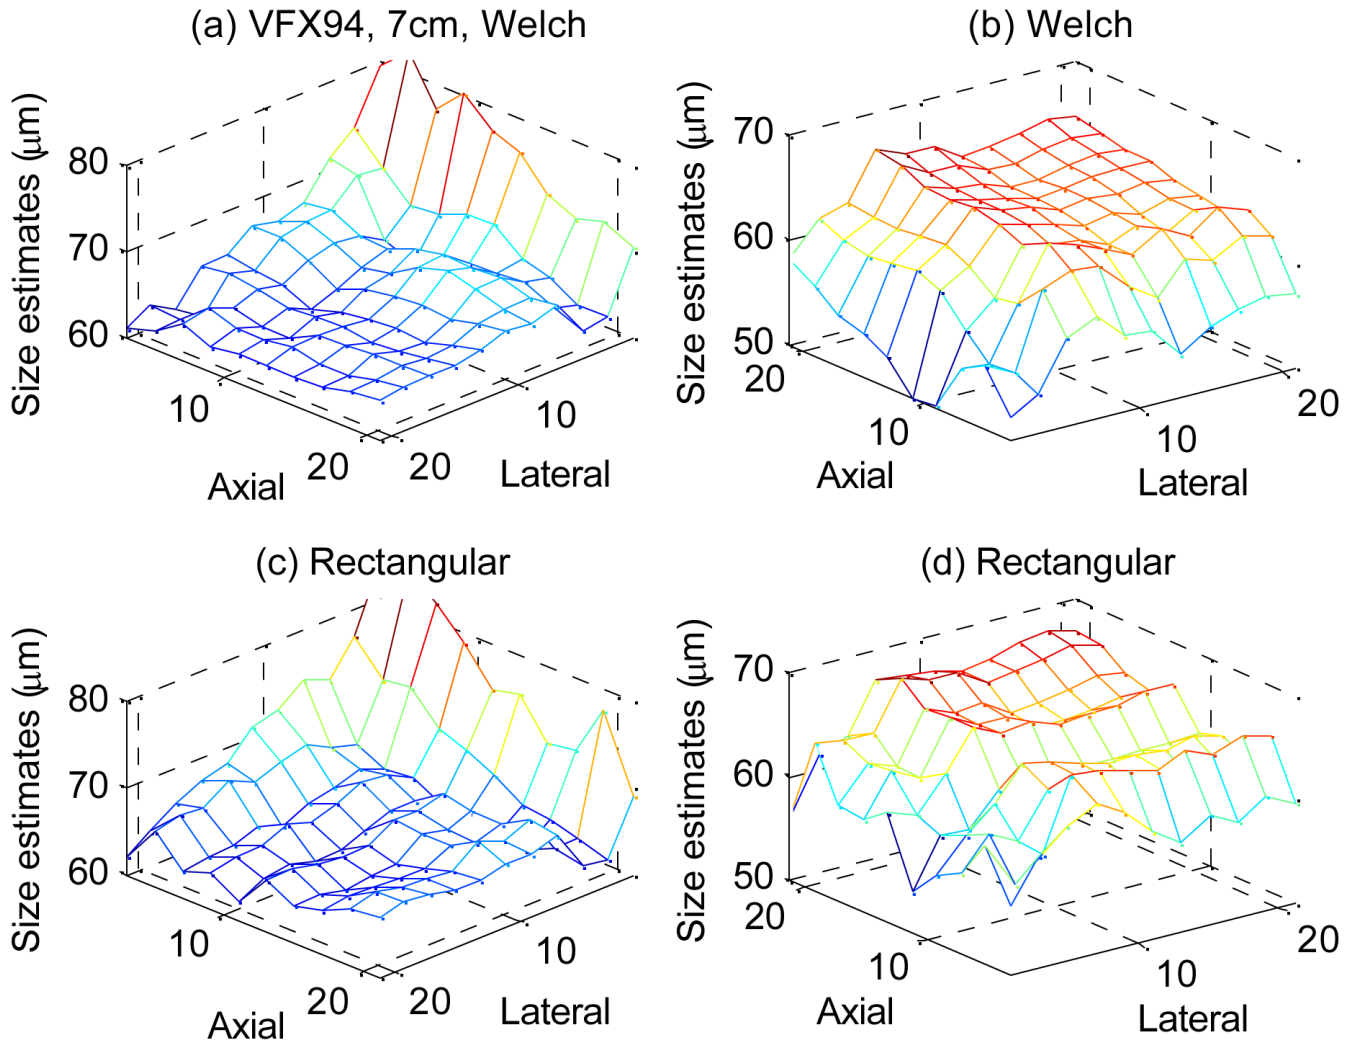 (a) VFX94, 7cm, Welch
(b) Welch
Size estimates (μm)
80
70
60
10
20
Axial
20
10
Lateral
Size estimates (μm)
70
60
50
20
10
Axial
10
20
Lateral
(c) Rectangular
(d) Rectangular
Size estimates (μm)
80
70
60
10
20
Axial
20
10
Lateral
Size estimates (μm)
70
60
50
20
10
Axial
10
20
Lateral